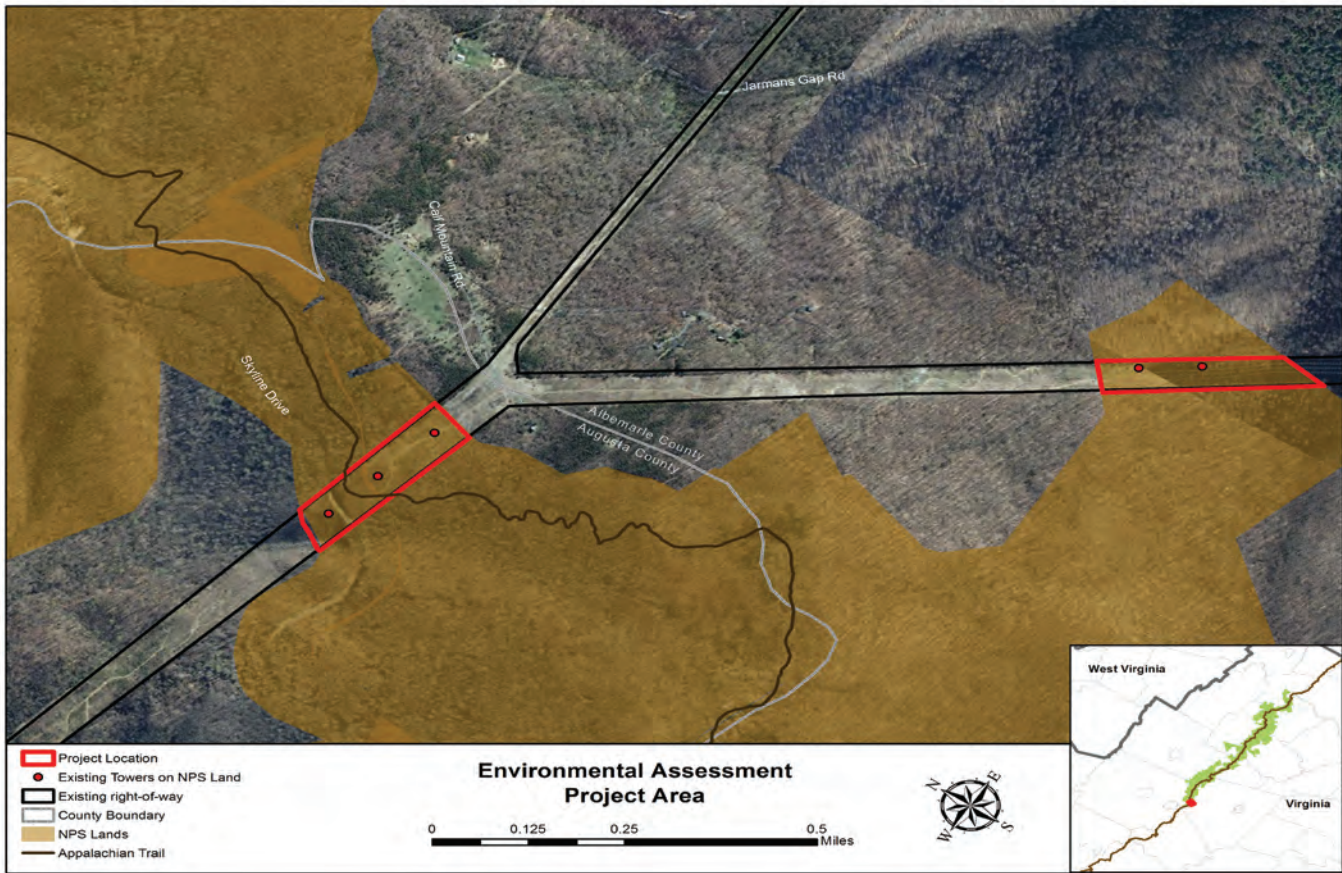 Jarmans Gap Rd
Calf Mountain Rd
Skyline Drive
Albemarle County
Augusta County
Project Location
Existing Towers on NPS Land
Existing right-of-way
County Boundary
NPS Lands
Appalachian Trail
Environmental Assessment
Project Area
0 0.125 0.25 0.5
Miles
N
E
W
S
West Virginia
Virginia